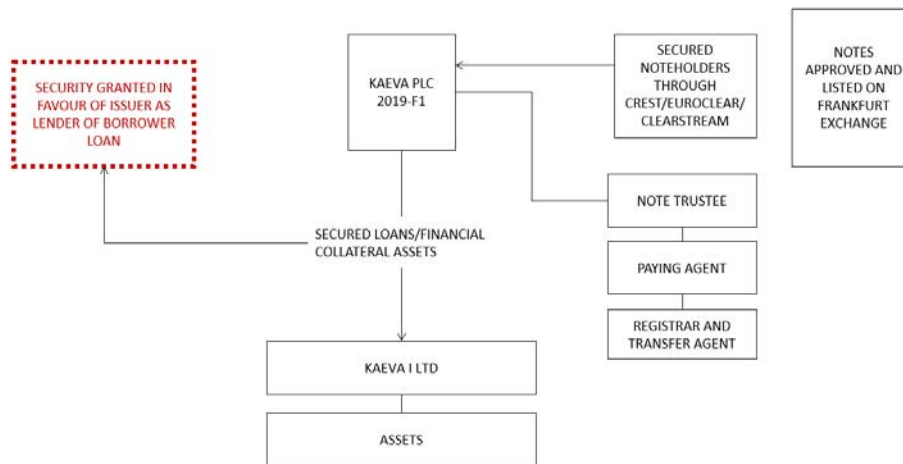 SECURITY GRANTED IN
FAVOUR OF ISSUER AS
LENDER OF BORROWER
LOAN
KAEVA PLC
2019-F1
SECURED
NOTEHOLDERS
THROUGH
CREST/EUROCLEAR/
CLEARSTREAM
NOTES
APPROVED AND
LISTED ON
FRANKFURT
EXCHANGE
NOTE TRUSTEE
SECURED LOANS/FINANCIAL
COLLATERAL ASSETS
PAYING AGENT
REGISTRAR AND
TRANSFER AGENT
KAEVA I LTD
ASSETS